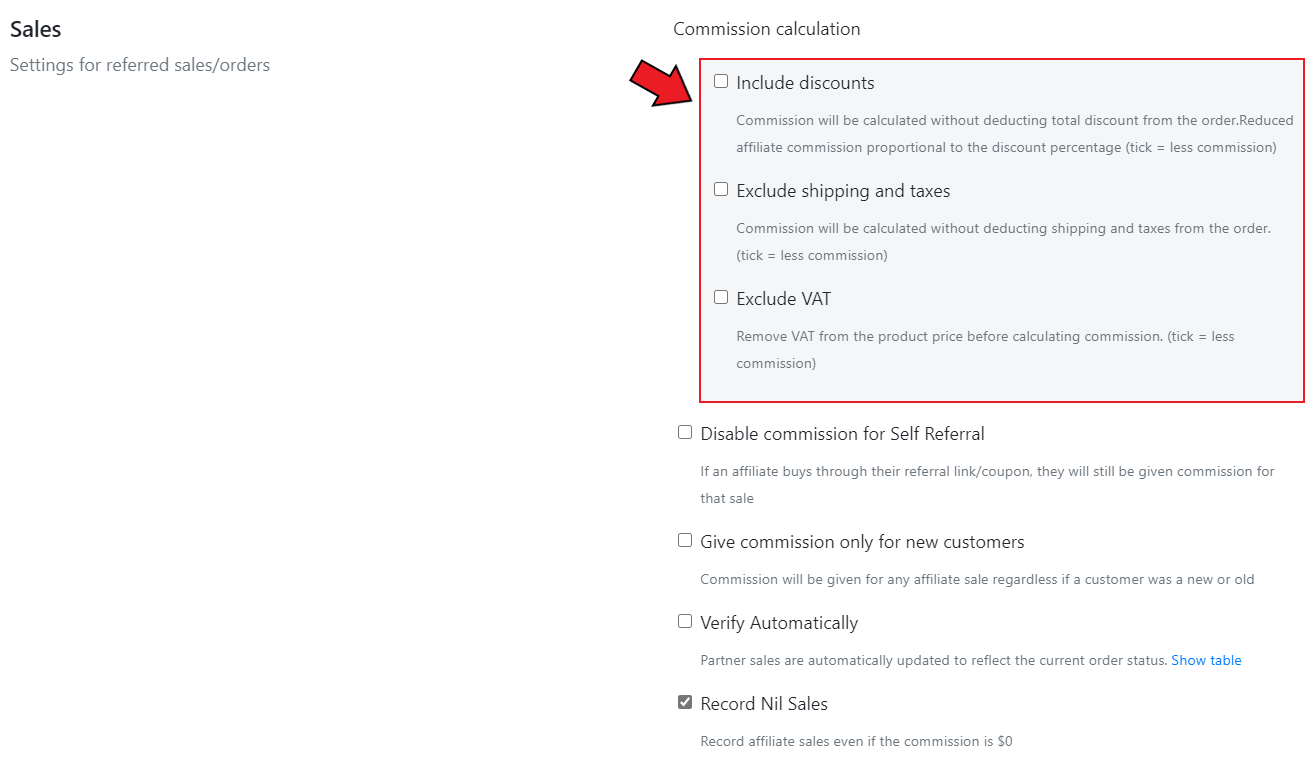 Sales
Settings for referred sales/orders
Commission calculation
Include discounts
Commission will be calculated without deducting total discount from the order.Reduced
affiliate commission proportional to the discount percentage (tick = less commission)
Exclude shipping and taxes
Commission will be calculated without deducting shipping and taxes from the order.
(tick = less commission)
Exclude VAT
Remove VAT from the product price before calculating commission. (tick = less
commission)
Disable commission for Self Referral
If an affiliate buys through their referral link/coupon, they will still be given commission for
that sale
Give commission only for new customers
Commission will be given for any affiliate sale regardless if a customer was a new or old
Verify Automatically
Partner sales are automatically updated to reflect the current order status. Show table
Record Nil Sales
Record affiliate sales even if the commission is $0